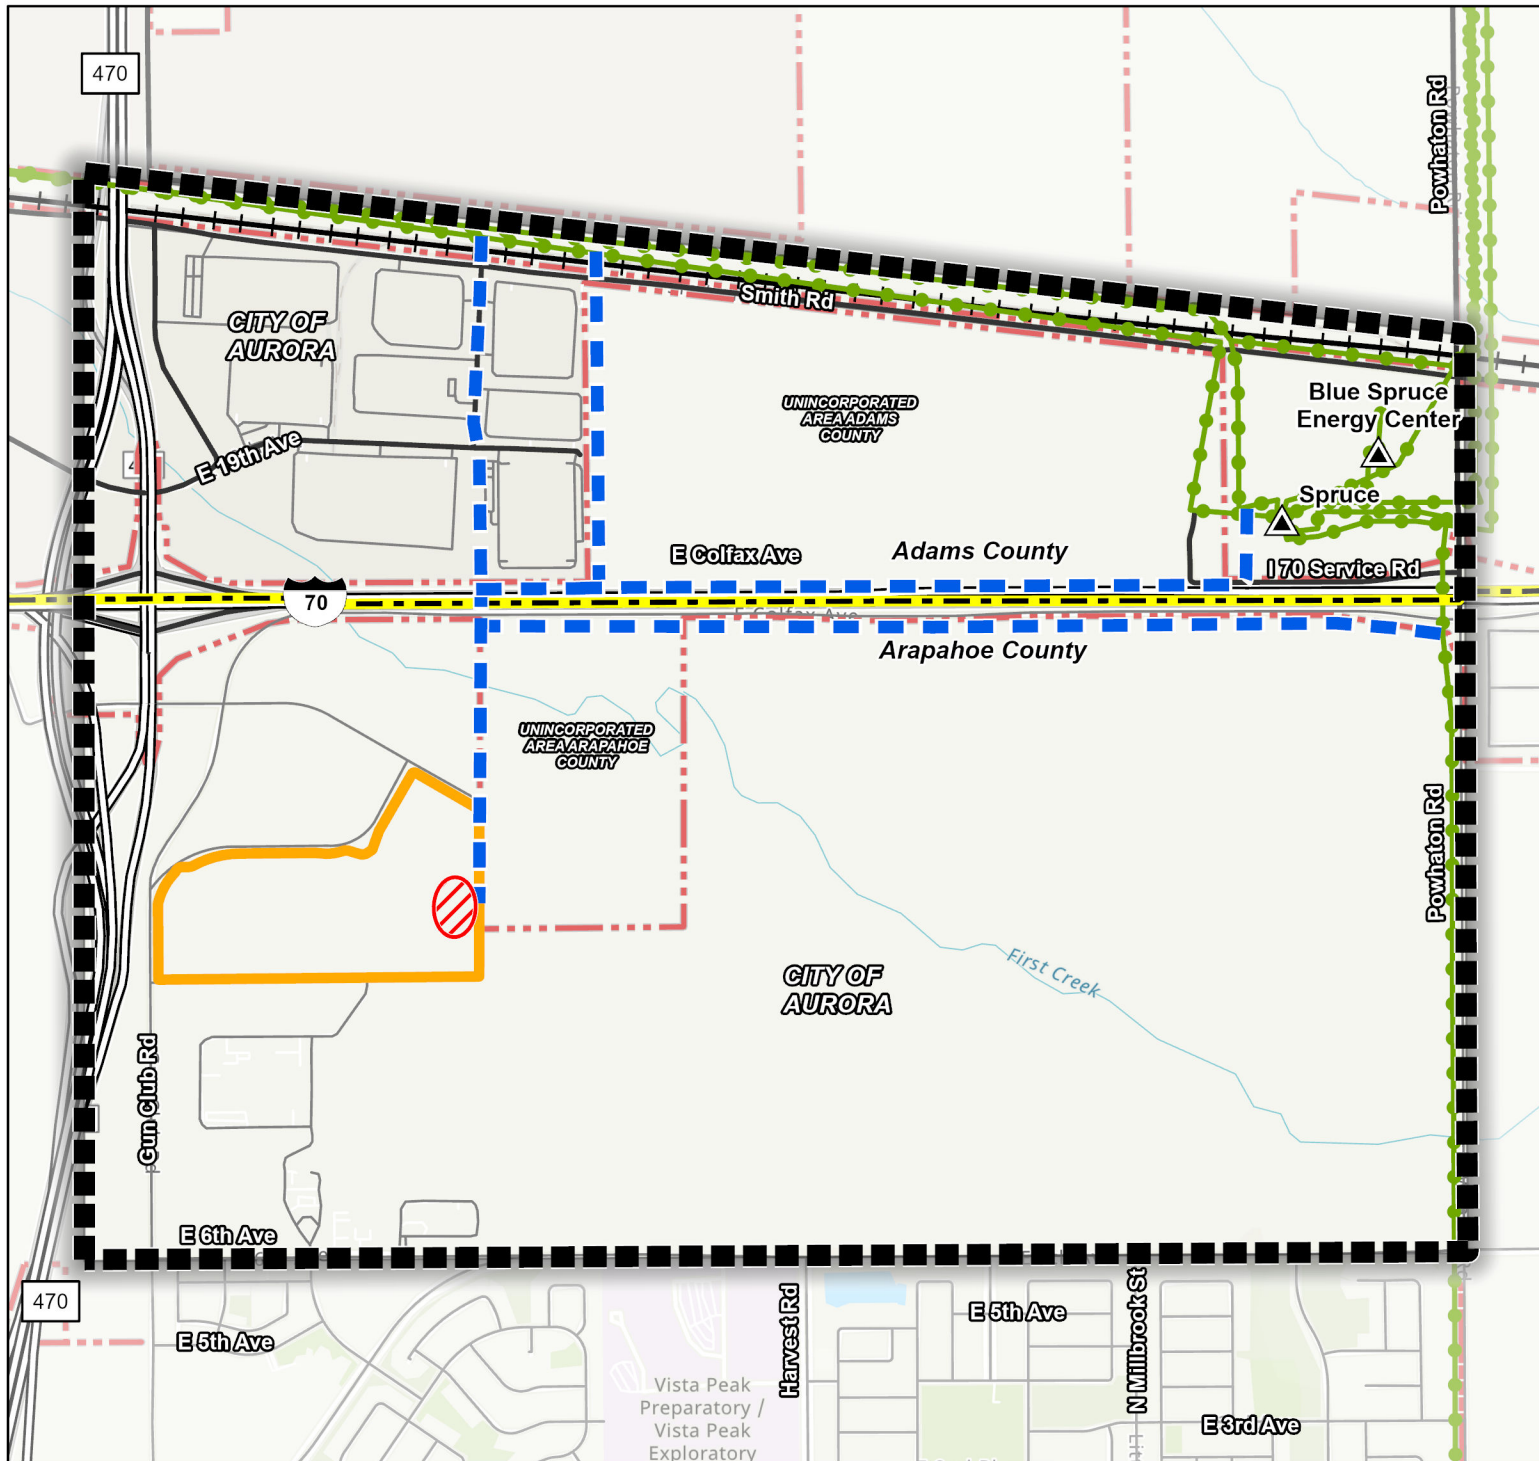 470
Powhaton Rd
Smith Rd
CITY OF
AURORA
UNINCORPORATED
AREA ADAMS
COUNTY
Blue Spruce
Energy Center
E 19th Ave
Spruce
E Colfax Ave
Adams County
I 70 Service Rd
70
E Colfax Ave
Arapahoe County
UNINCORPORATED
AREA ARAPAHOE
COUNTY
Powhaton Rd
First Creek
CITY OF
AURORA
Gun Club Rd
E 6th Ave
470
E 5th Ave
Harvest Rd
E 5th Ave
N Millbrook St
Vista Peak
Preparatory /
Vista Peak
Exploratory
E 3rd Ave